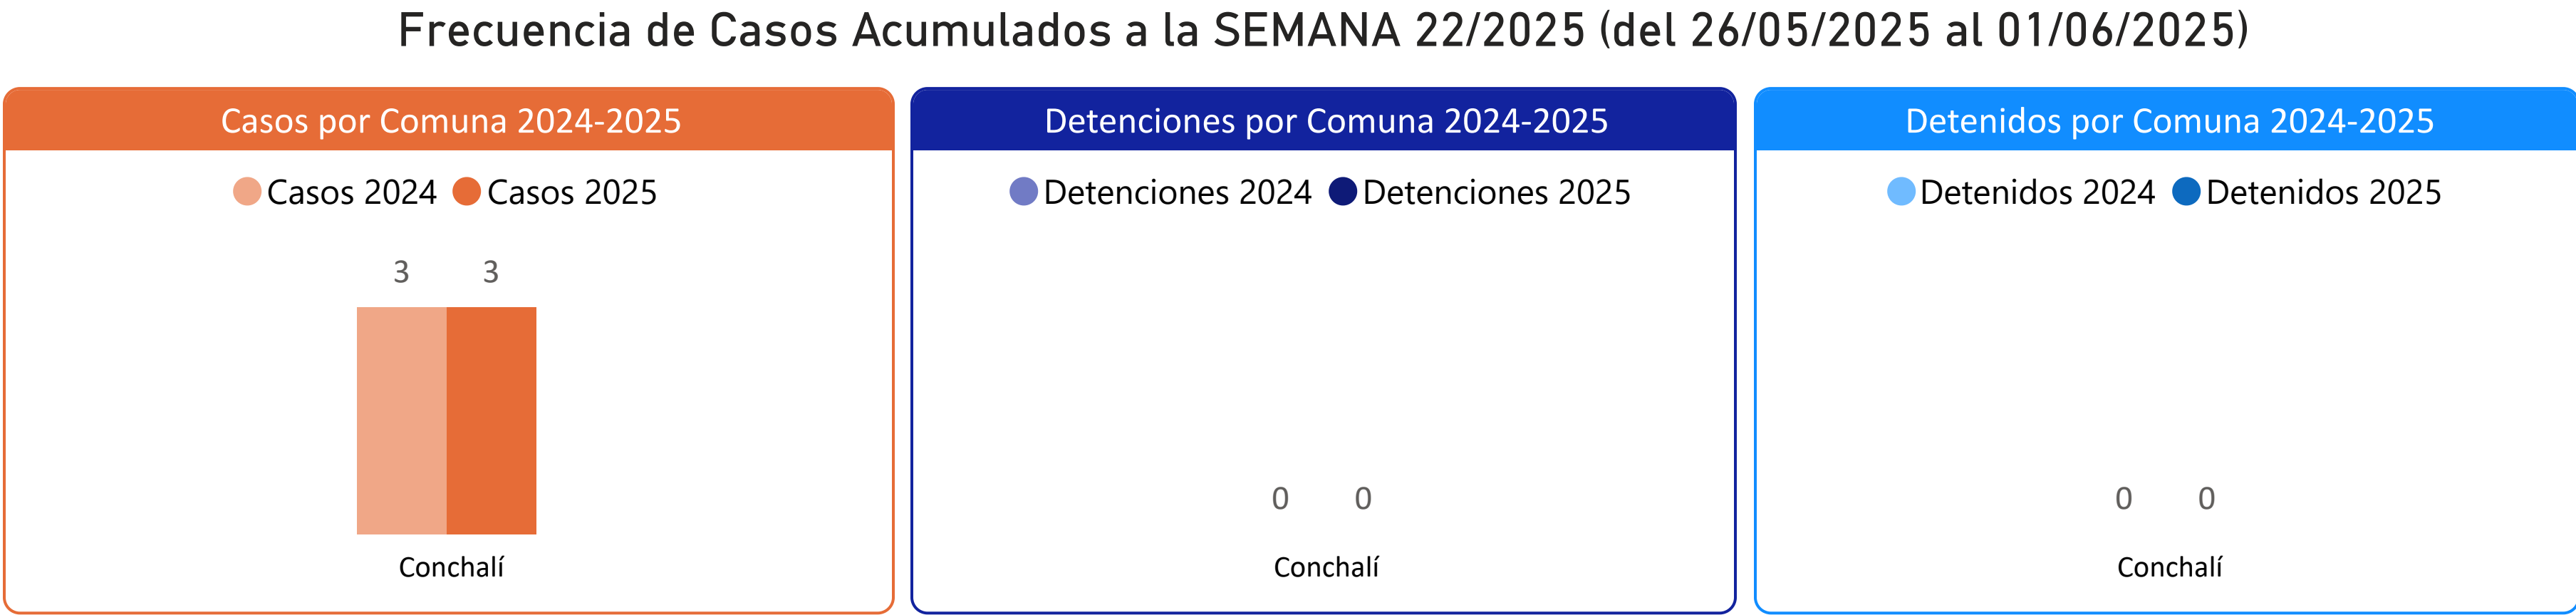 Frecuencia de Casos Acumulados a la SEMANA 22/2025 (del 26/05/2025 al 01/06/2025)
Casos por Comuna 2024-2025
Casos 2024 Casos 2025
3 3
Conchalí
Detenciones por Comuna 2024-2025
Detenciones 2024 Detenciones 2025
0 0
Conchalí
Detenidos por Comuna 2024-2025
Detenidos 2024 Detenidos 2025
0 0
Conchalí